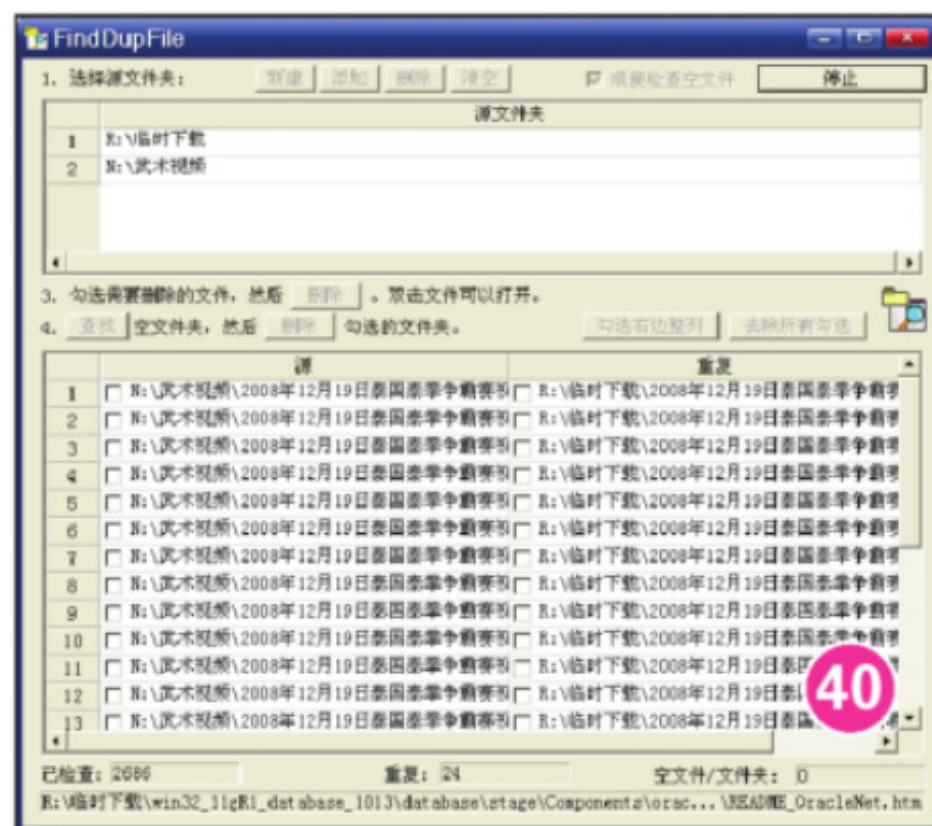 FindDupFile
1. 选择源文件夹： 新建 添加 删除 清空 顺便检查空文件 停止
源文件夹
1 R:\临时下载
2 N:\武术视频
3. 勾选需要删除的文件，然后 删除 。双击文件可以打开。
4. 查找 空文件夹，然后 删除 勾选的文件夹。 勾选右边整列 去除所有勾选
源 重复
1 N:\武术视频\2008年12月19日泰国泰拳争霸赛 R:\临时下载\2008年12月19日泰国泰拳争霸
2 N:\武术视频\2008年12月19日泰国泰拳争霸赛 R:\临时下载\2008年12月19日泰国泰拳争霸
3 N:\武术视频\2008年12月19日泰国泰拳争霸赛 R:\临时下载\2008年12月19日泰国泰拳争霸
4 N:\武术视频\2008年12月19日泰国泰拳争霸赛 R:\临时下载\2008年12月19日泰国泰拳争霸
5 N:\武术视频\2008年12月19日泰国泰拳争霸赛 R:\临时下载\2008年12月19日泰国泰拳争霸
6 N:\武术视频\2008年12月19日泰国泰拳争霸赛 R:\临时下载\2008年12月19日泰国泰拳争霸
7 N:\武术视频\2008年12月19日泰国泰拳争霸赛 R:\临时下载\2008年12月19日泰国泰拳争霸
8 N:\武术视频\2008年12月19日泰国泰拳争霸赛 R:\临时下载\2008年12月19日泰国泰拳争霸
9 N:\武术视频\2008年12月19日泰国泰拳争霸赛 R:\临时下载\2008年12月19日泰国泰拳争霸
10 N:\武术视频\2008年12月19日泰国泰拳争霸赛 R:\临时下载\2008年12月19日泰国泰拳争霸
11 N:\武术视频\2008年12月19日泰国泰拳争霸赛 R:\临时下载\2008年12月19日泰国
12 N:\武术视频\2008年12月19日泰国泰拳争霸赛 R:\临时下载\2008年12月19日泰
13 N:\武术视频\2008年12月19日泰国泰拳争霸赛 R:\临时下载\2008年12月19日泰国
40
已检查: 2686 重复: 24 空文件/文件夹: 0
R:\临时下载\win32_11gR1_database_1013\database\stage\Components\orac...\README_OracleNet.htm